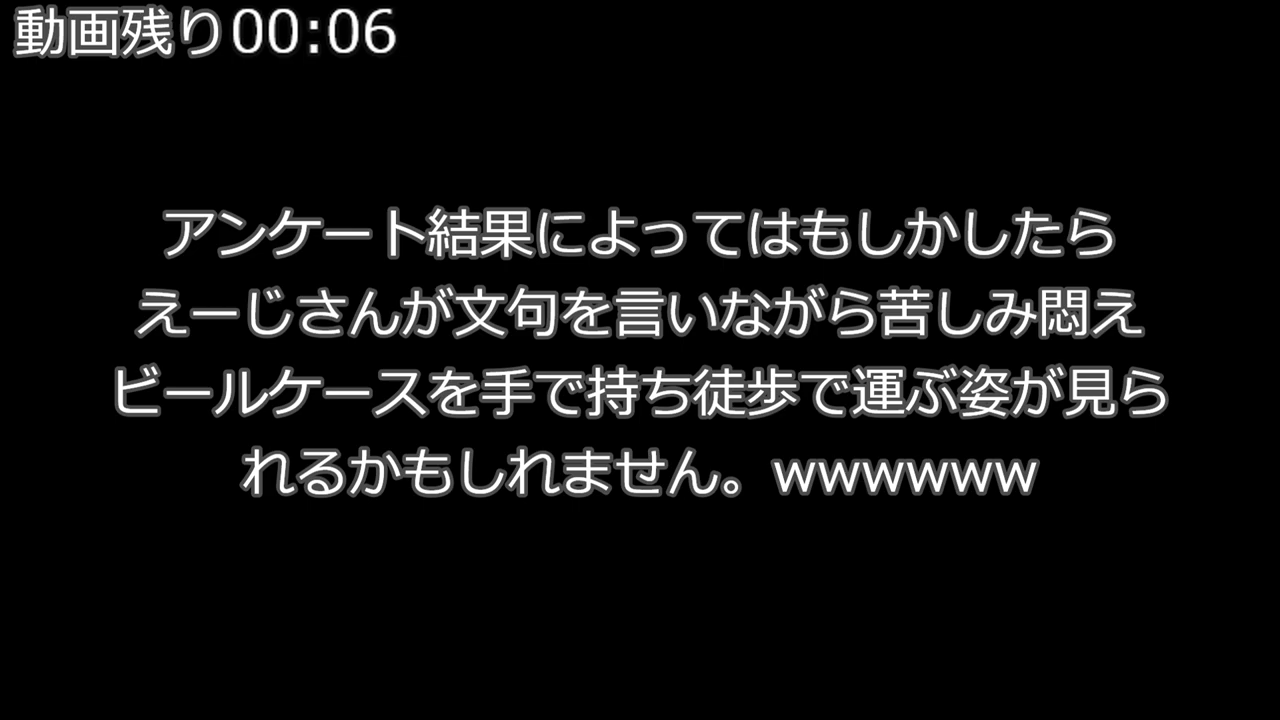 動画残り00:06
アンケート結果によってはもしかしたら
えーじさんが文句を言いながら苦しみ悶え
ビールケースを手で持ち徒歩で運ぶ姿が見ら
れるかもしれません。wwwwwww